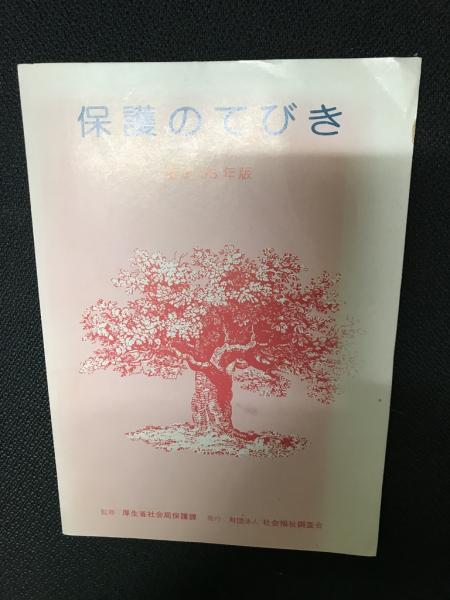 保護のてびき
年版
監修・厚生省社会局保護課 発行・財団法人 社会福祉調査会